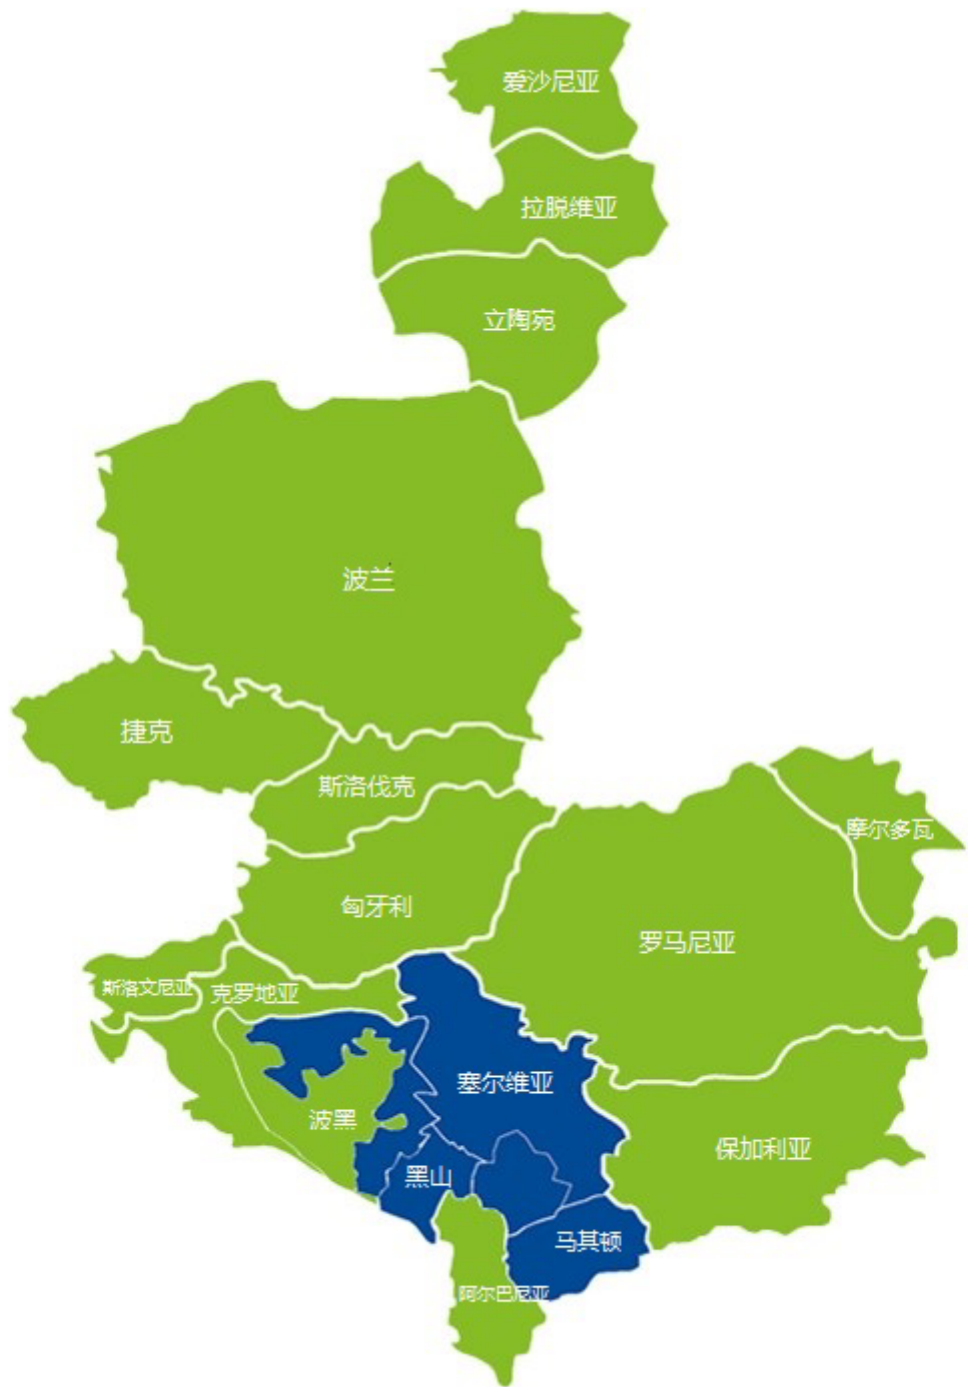 爱沙尼亚
拉脱维亚
立陶宛
波兰
捷克
斯洛伐克
摩尔多瓦
匈牙利
罗马尼亚
斯洛文尼亚
克罗地亚
塞尔维亚
波黑
保加利亚
黑山
马其顿
阿尔巴尼亚